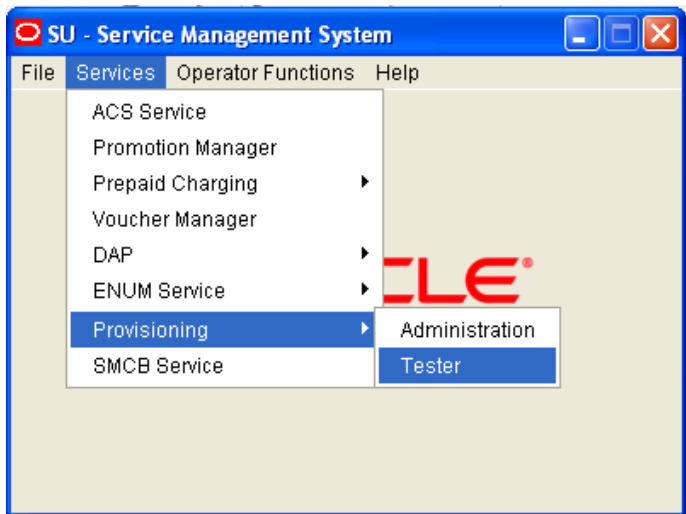 SU - Service Management System
File Services Operator Functions Help
ACS Service
Promotion Manager
Prepaid Charging
Voucher Manager
DAP
ENUM Service
Provisioning
SMCB Service
Administration
Tester
CLE®